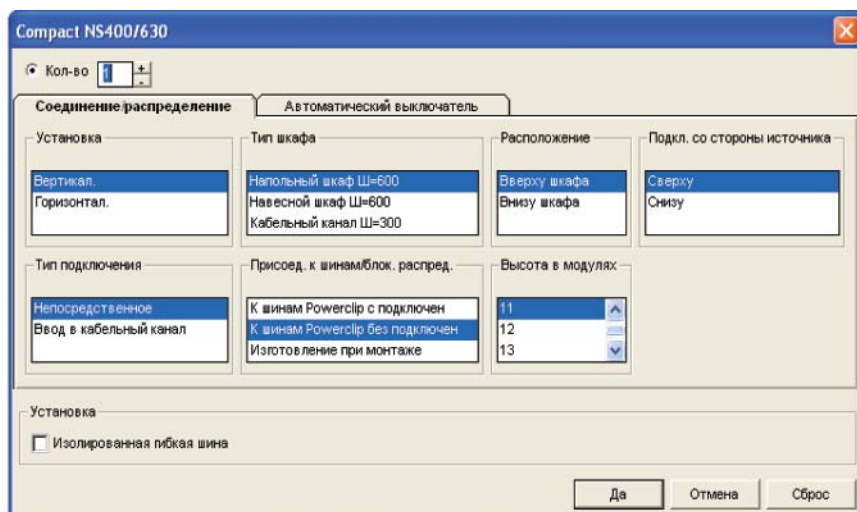 Compact NS400/630
Кол-во 1 + -
Соединение/распределение Автоматический выключатель
Установка Тип шкафа Расположение Подкл. со стороны источника
Вертикал. Напольный шкаф Ш=600 Вверху шкафа Сверху
Горизонтал. Навесной шкаф Ш=600 Внизу шкафа Снизу
Кабельный канал Ш=300
Тип подключения Присоед. к шинам/блок. распред. Высота в модулях
Непосредственное К шинам Powerclip с подключен 11
Ввод в кабельный канал К шинам Powerclip без подключен 12
Изготовление при монтаже 13
Установка
Изолированная гибкая шина
Да Отмена Сброс